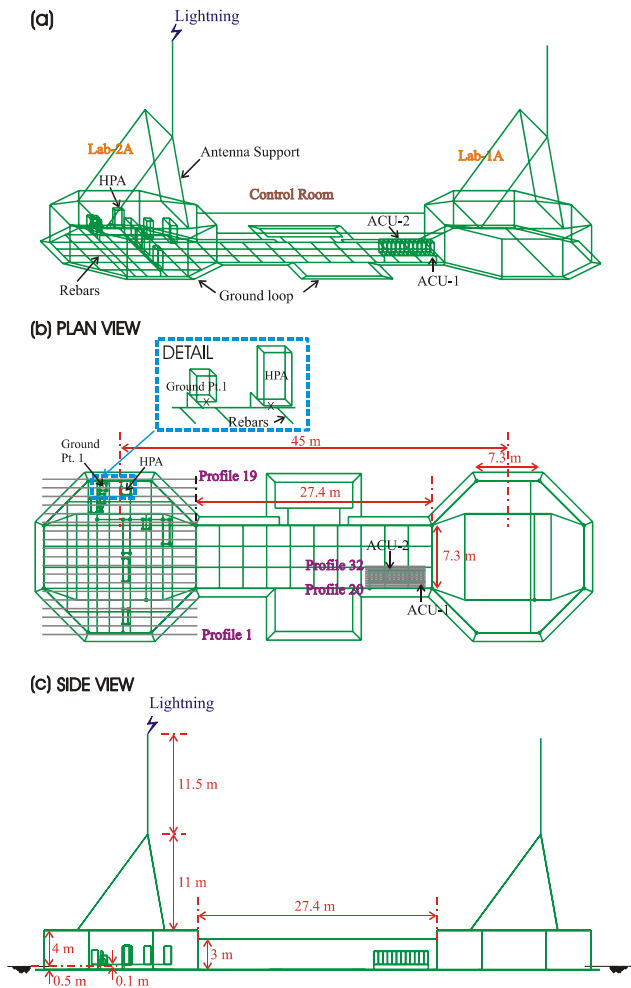 (a)
Lightning
Lab-2A
Antenna Support
Lab-1A
HPA
Control Room
ACU-2
Rebars
Ground loop
ACU-1
(b) PLAN VIEW
DETAIL
Ground Pt.1
HPA
Rebars
45 m
Ground
Pt. 1
HPA
7.3 m
Profile 19
27.4 m
ACU-2
7.3 m
Profile 32
Profile 20
ACU-1
Profile 1
(c) SIDE VIEW
Lightning
11.5 m
11 m
27.4 m
4 m
3 m
0.5 m
0.1 m